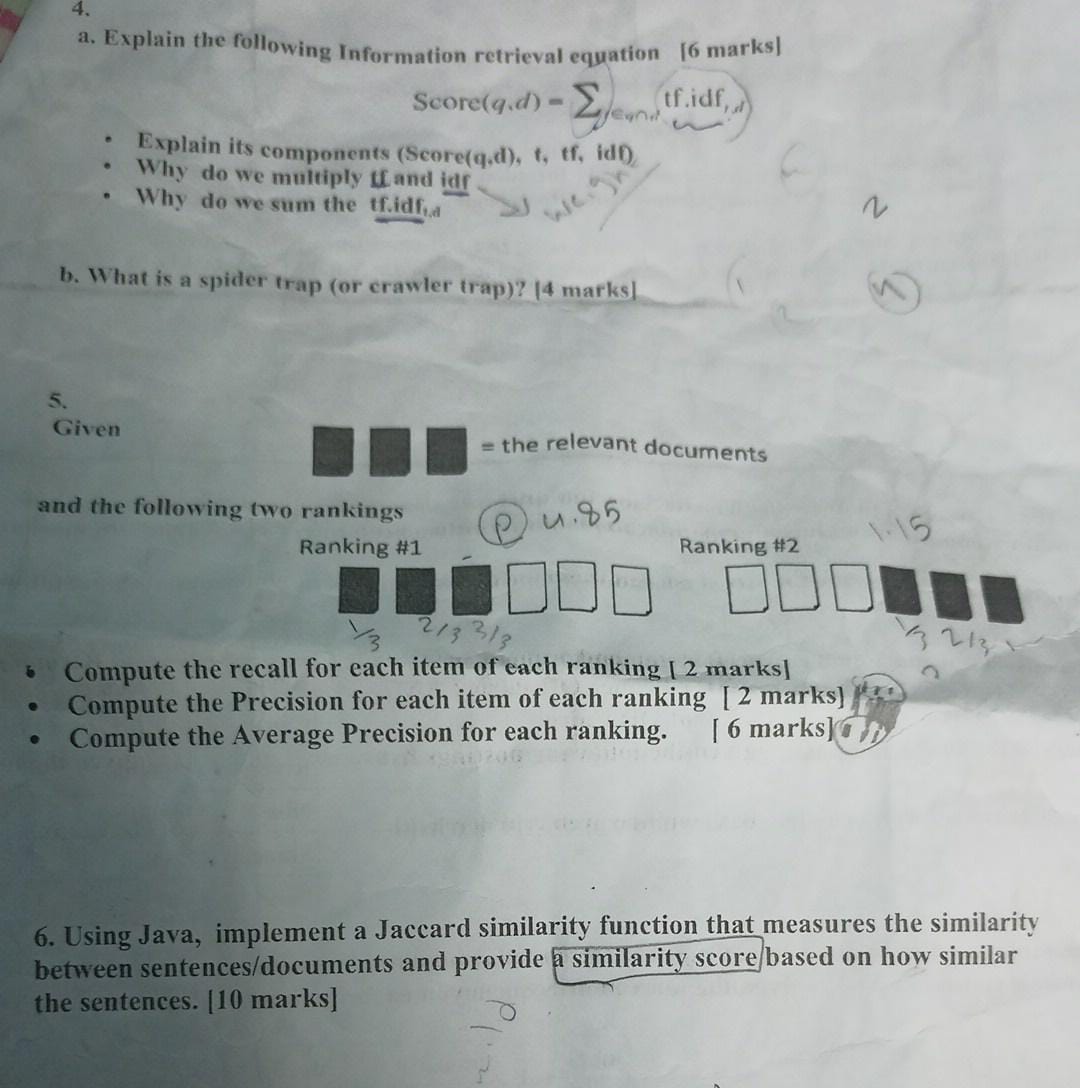 4.
a. Explain the following Information retrieval equation [6 marks]
Score(q,d) = ∑t∈q∩d tf.idft,d
• Explain its components (Score(q,d), t, tf, idf)
• Why do we multiply tf and idf
• Why do we sum the tf.idft,d
weight
2
b. What is a spider trap (or crawler trap)? [4 marks]
5.
Given
= the relevant documents
and the following two rankings
P 4.85
1.15
Ranking #1
Ranking #2
1/3 2/3 3/3
1/3 2/3 1
• Compute the recall for each item of each ranking [ 2 marks]
• Compute the Precision for each item of each ranking [ 2 marks)
• Compute the Average Precision for each ranking. [ 6 marks]
6. Using Java, implement a Jaccard similarity function that measures the similarity
between sentences/documents and provide a similarity score based on how similar
the sentences. [10 marks]